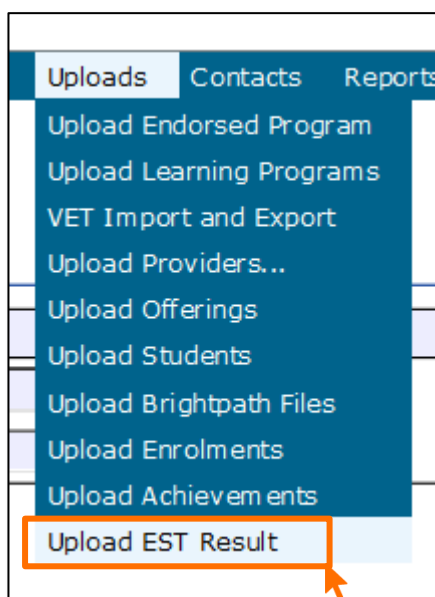 Uploads Contacts Reports
Upload Endorsed Program
Upload Learning Programs
VET Import and Export
Upload Providers...
Upload Offerings
Upload Students
Upload Brightpath Files
Upload Enrolments
Upload Achievements
Upload EST Result